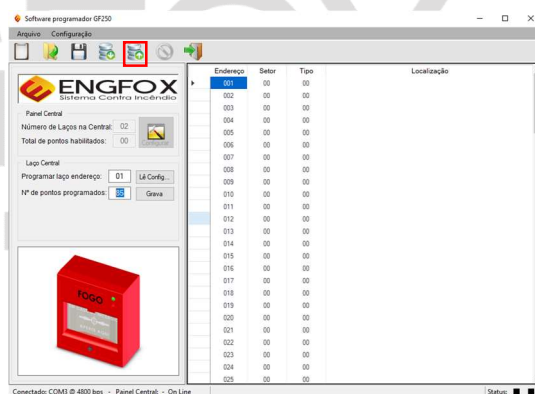 Software programador GF250
Arquivo Configuração
ENGFOX
Sistema Contra Incêndio
Painel Central
Número de Laços na Central: 02
Total de pontos habilitados: 00
Configurar
Laço Central
Programar laço endereço: 01 Lê Config...
Nº de pontos programados: Grava
FOGO
Endereço Setor Tipo Localização
001 00 00
002 00 00
003 00 00
004 00 00
005 00 00
006 00 00
007 00 00
008 00 00
009 00 00
010 00 00
011 00 00
012 00 00
013 00 00
014 00 00
015 00 00
016 00 00
017 00 00
018 00 00
019 00 00
020 00 00
021 00 00
022 00 00
023 00 00
024 00 00
025 00 00
Conectado: COM3 @ 4800 bps - Painel Central: - On Line Status: